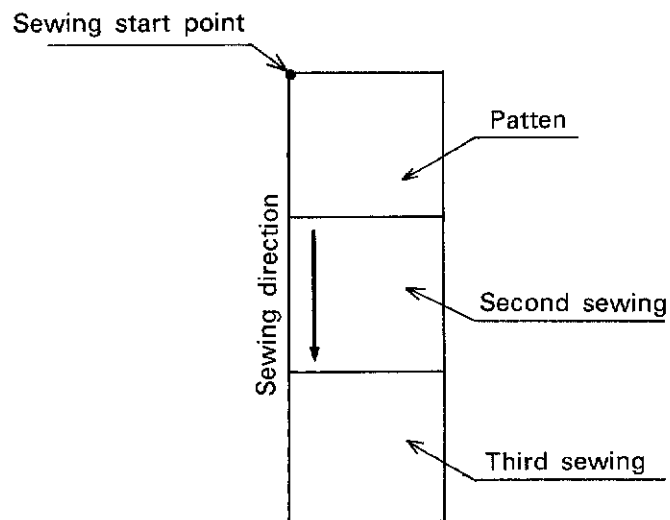 Sewing start point
Patten
Sewing direction
Second sewing
Third sewing